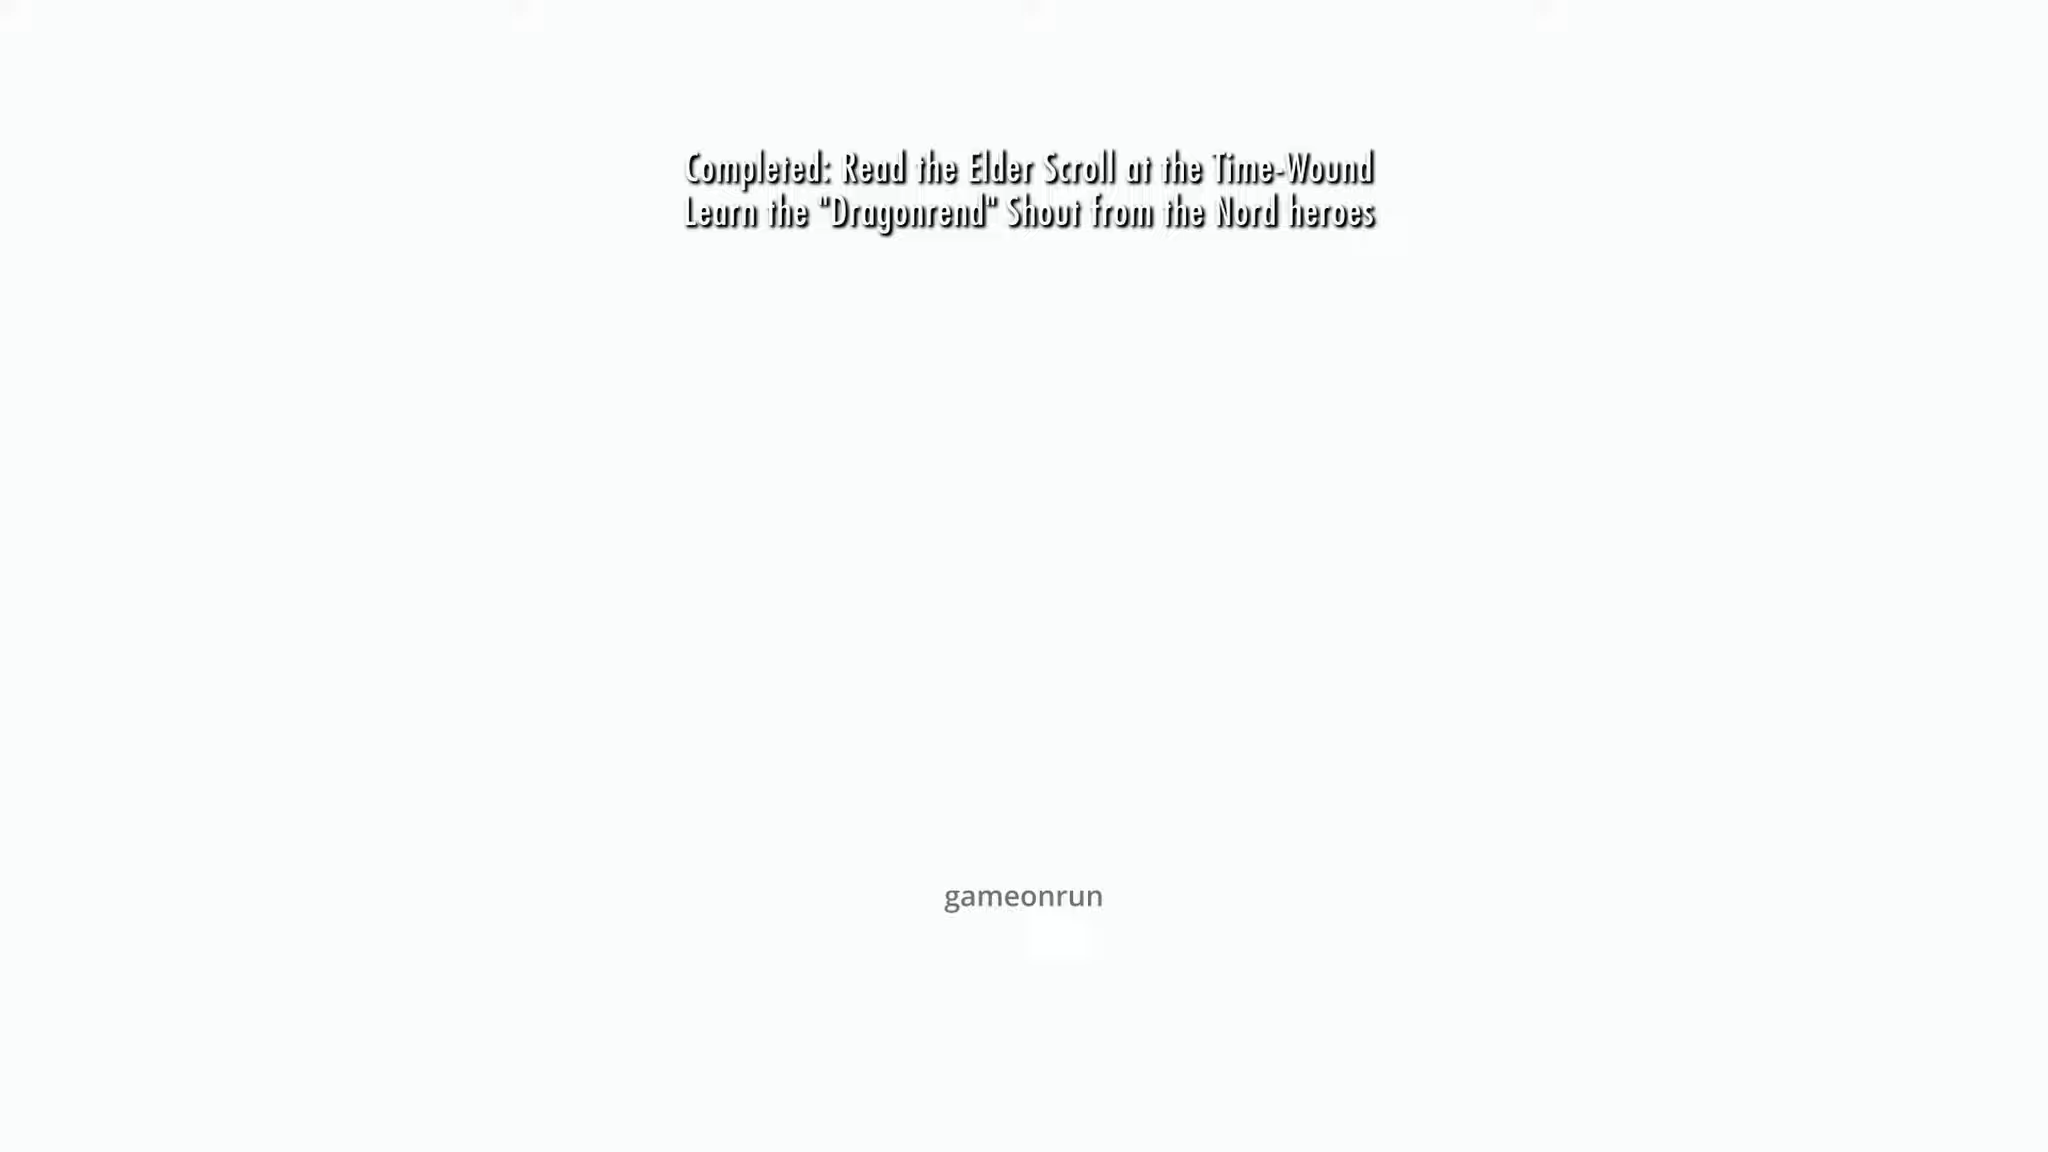 Completed: Read the Elder Scroll at the Time-Wound
Learn the "Dragonrend" Shout from the Nord heroes
gameonrun